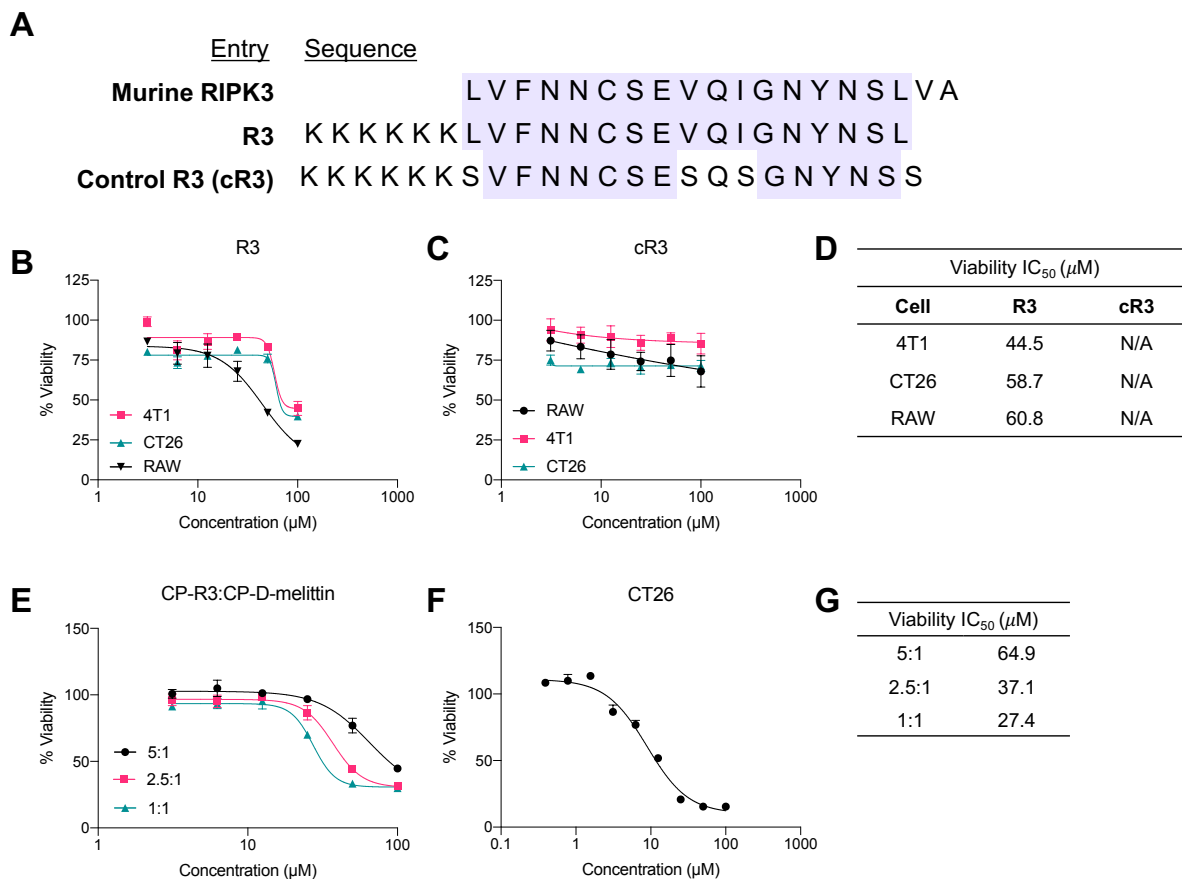 A
Entry Sequence
Murine RIPK3 L V F N N C S E V Q I G N Y N S L V A
R3 K K K K K K L V F N N C S E V Q I G N Y N S L
Control R3 (cR3) K K K K K K S V F N N C S E S Q S G N Y N S S
B
R3
125
100
75
50
25
0
% Viability
4T1
CT26
RAW
1 10 100 1000
Concentration (µM)
C
cR3
125
100
75
50
25
0
% Viability
RAW
4T1
CT26
1 10 100 1000
Concentration (µM)
D
Viability IC50 (µM)
Cell R3 cR3
4T1 44.5 N/A
CT26 58.7 N/A
RAW 60.8 N/A
E
CP-R3:CP-D-melittin
150
100
50
0
% Viability
5:1
2.5:1
1:1
1 10 100
Concentration (µM)
F
CT26
150
100
50
0
% Viability
0.1 1 10 100 1000
Concentration (µM)
G
Viability IC50 (µM)
5:1 64.9
2.5:1 37.1
1:1 27.4